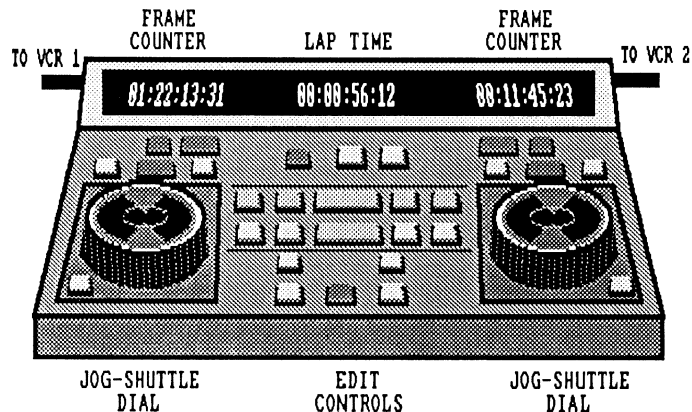 FRAME COUNTER
LAP TIME
FRAME COUNTER
TO VCR 1
TO VCR 2
01:22:13:31
00:00:56:12
00:11:45:23
JOG-SHUTTLE DIAL
EDIT CONTROLS
JOG-SHUTTLE DIAL